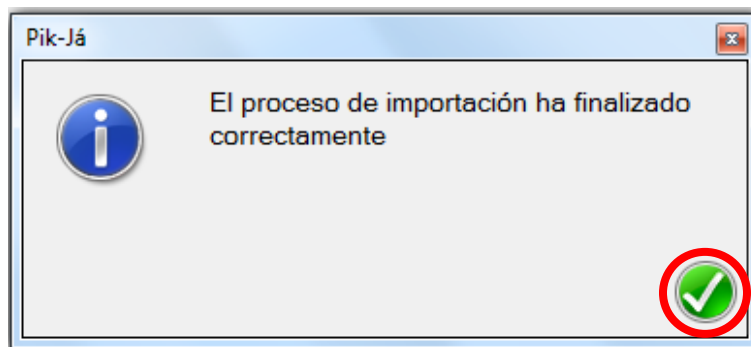 Pik-Já
El proceso de importación ha finalizado
correctamente